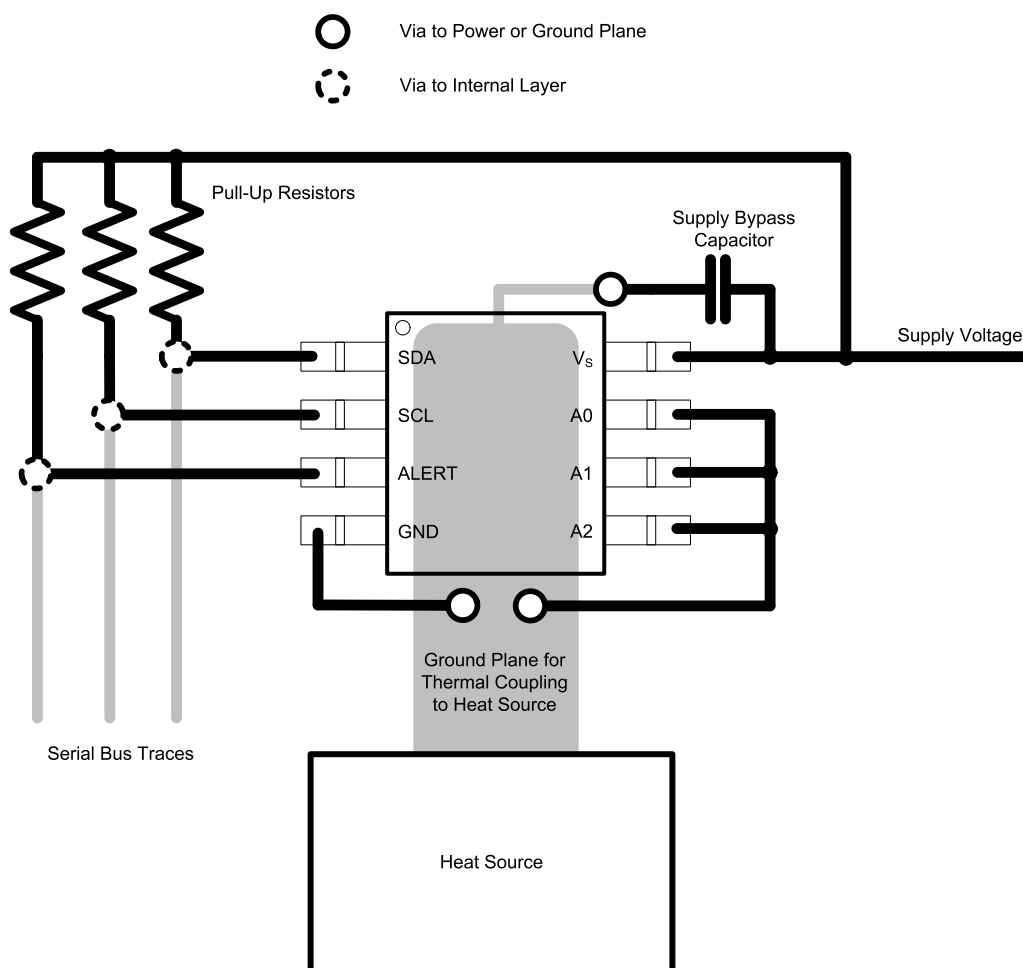 Via to Power or Ground Plane
Via to Internal Layer
Pull-Up Resistors
Supply Bypass
Capacitor
Supply Voltage
SDA
VS
SCL
A0
ALERT
A1
GND
A2
Ground Plane for
Thermal Coupling
to Heat Source
Serial Bus Traces
Heat Source